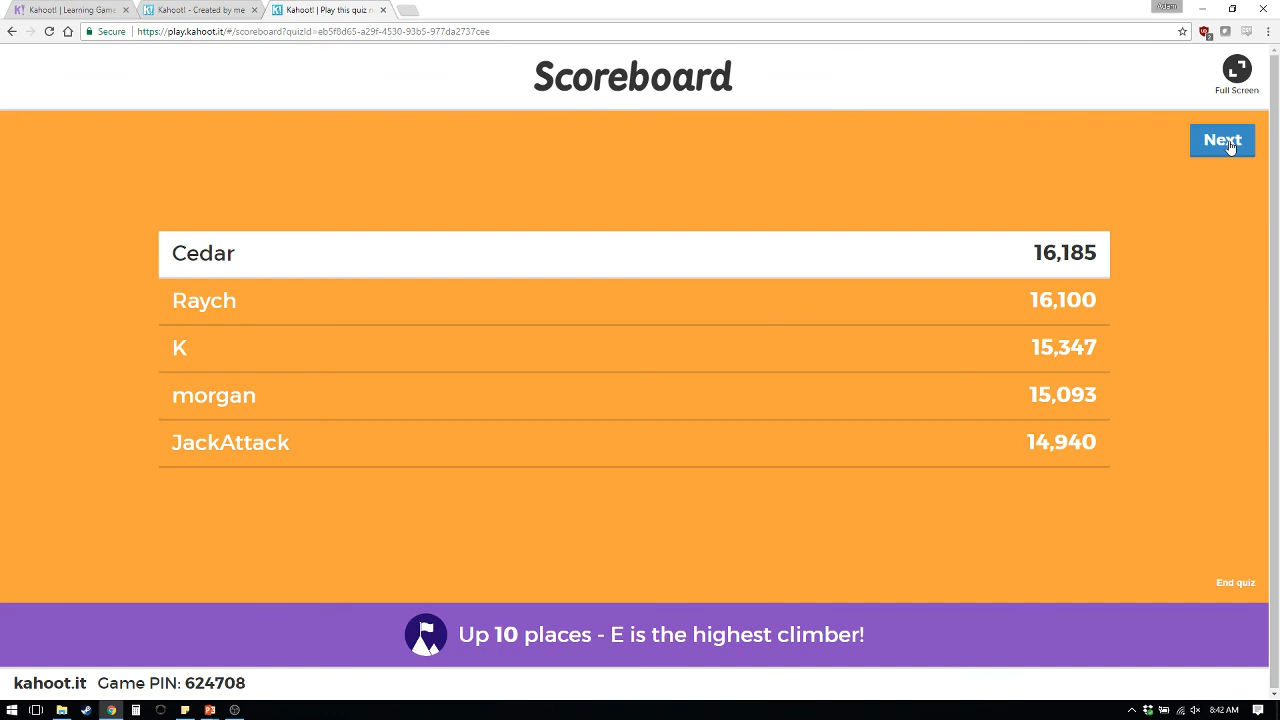 Adam
Kahoot! | Learning Game
Kahoot! - Created by me
Kahoot! | Play this quiz n
Secure
https://play.kahoot.it/#/scoreboard?quizId=eb5f8d65-a29f-4530-93b5-977da2737cee
Scoreboard
Full Screen
Next
Cedar 16,185
Raych 16,100
K 15,347
morgan 15,093
JackAttack 14,940
End quiz
Up 10 places - E is the highest climber!
kahoot.it Game PIN: 624708
8:42 AM